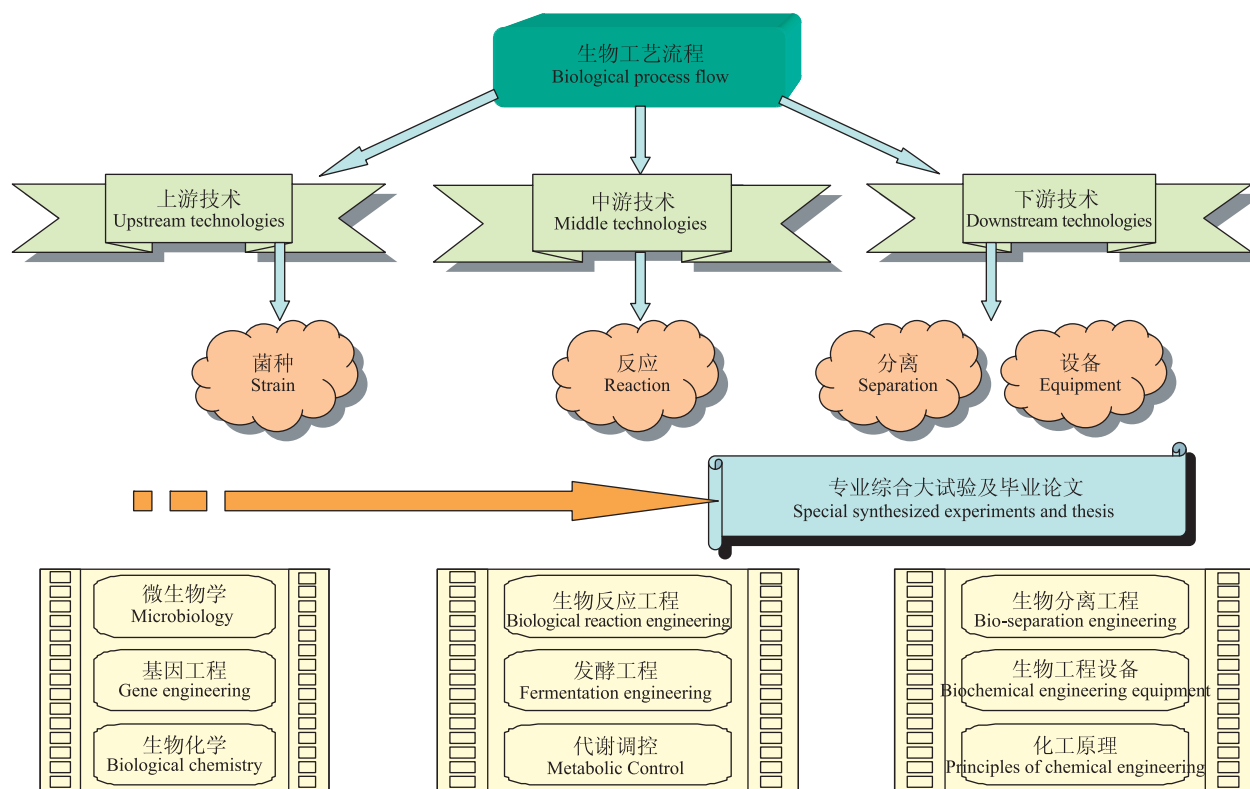 生物工艺流程
Biological process flow
上游技术
Upstream technologies
中游技术
Middle technologies
下游技术
Downstream technologies
菌种
Strain
反应
Reaction
分离
Separation
设备
Equipment
专业综合大试验及毕业论文
Special synthesized experiments and thesis
微生物学
Microbiology
基因工程
Gene engineering
生物化学
Biological chemistry
生物反应工程
Biological reaction engineering
发酵工程
Fermentation engineering
代谢调控
Metabolic Control
生物分离工程
Bio-separation engineering
生物工程设备
Biochemical engineering equipment
化工原理
Principles of chemical engineering